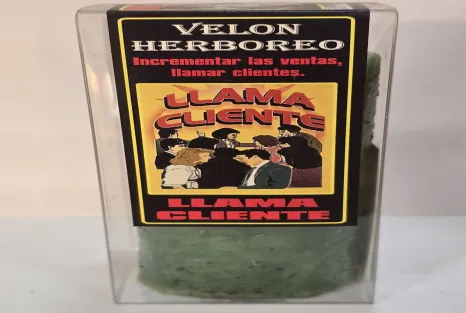 VELON
HERBOREO
Incrementar las ventas,
llamar clientes.
LLAMA
CLIENTE
LLAMA
CLIENTE